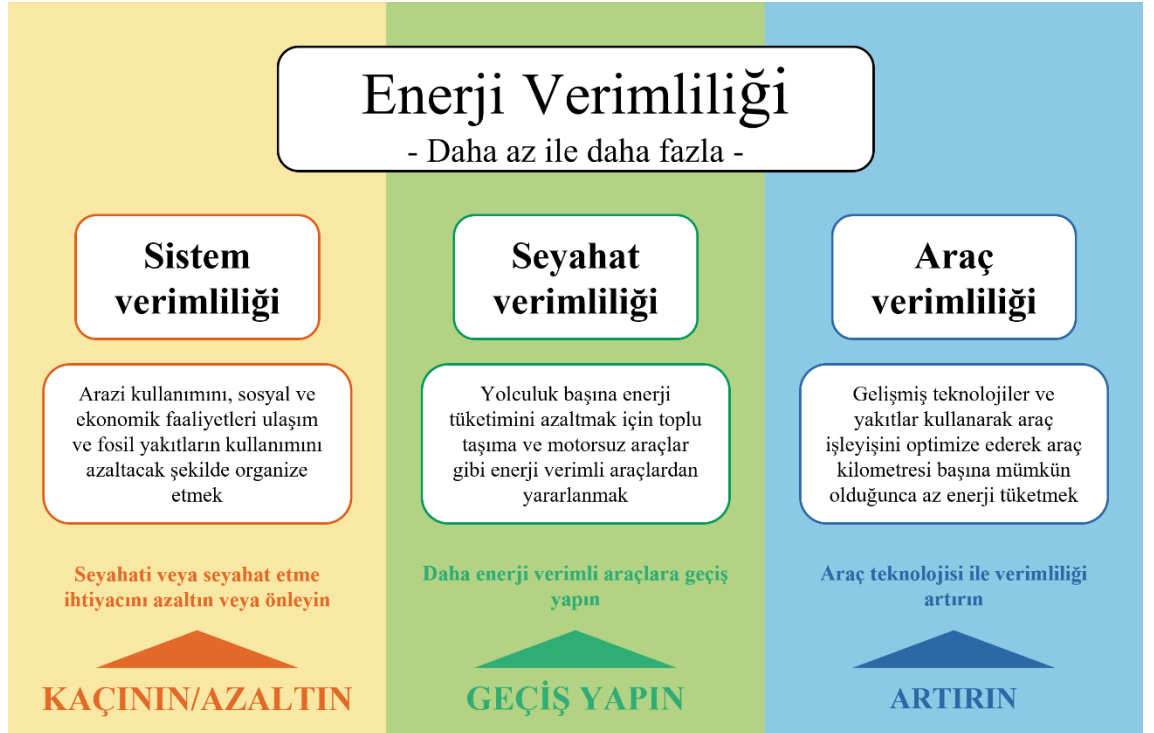 Enerji Verimliliği
- Daha az ile daha fazla -
Sistem
verimliliği
Arazi kullanımını, sosyal ve
ekonomik faaliyetleri ulaşım
ve fosil yakıtların kullanımını
azaltacak şekilde organize
etmek
Seyahati veya seyahat etme
ihtiyacını azaltın veya önleyin
KAÇININ/AZALTIN
Seyahat
verimliliği
Yolculuk başına enerji
tüketimini azaltmak için toplu
taşıma ve motorsuz araçlar
gibi enerji verimli araçlardan
yararlanmak
Daha enerji verimli araçlara geçiş
yapın
GEÇİŞ YAPIN
Araç
verimliliği
Gelişmiş teknolojiler ve
yakıtlar kullanarak araç
işleyişini optimize ederek araç
kilometresi başına mümkün
olduğunca az enerji tüketmek
Araç teknolojisi ile verimliliği
artırın
ARTIRIN